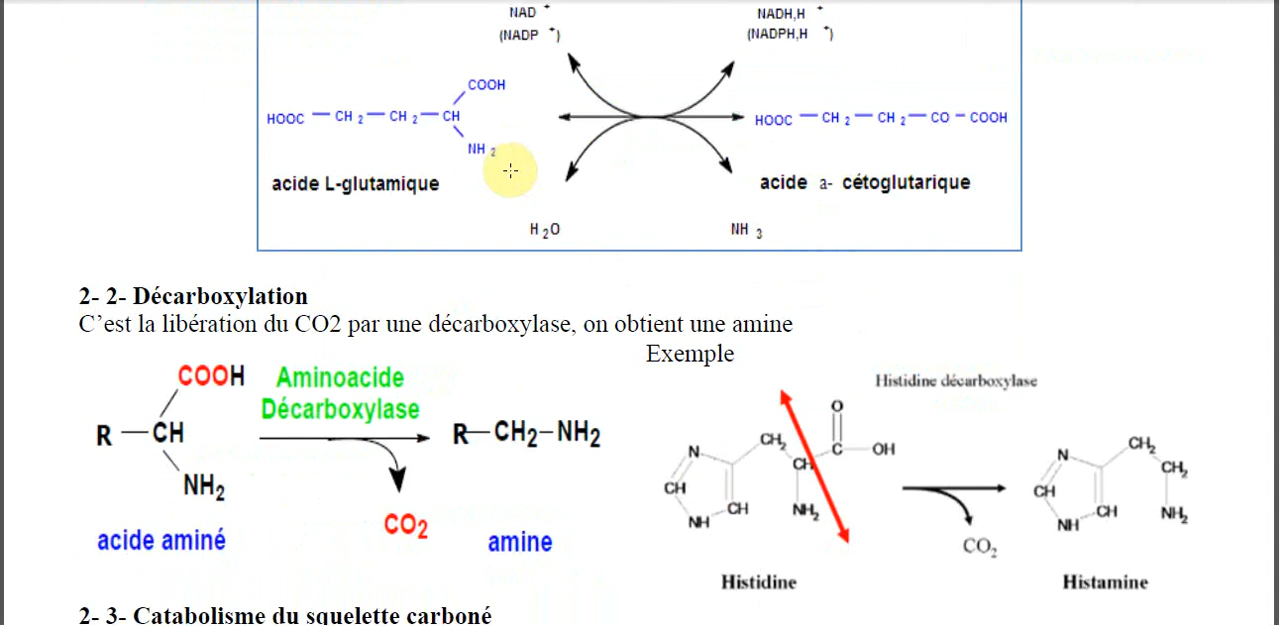 NAD +
NADH,H +
(NADP +)
(NADPH,H +)
COOH
HOOC — CH 2 — CH 2 — CH
NH 2
HOOC — CH 2 — CH 2 — CO — COOH
acide L-glutamique
acide a- cétoglutarique
H 2 O
NH 3
2- 2- Décarboxylation
C’est la libération du CO2 par une décarboxylase, on obtient une amine
Exemple
COOH
R — CH
NH2
acide aminé
Aminoacide
Décarboxylase
CO2
R—CH2–NH2
amine
Histidine décarboxylase
O
C
OH
CH2
CH
NH2
N
CH
NH
CH
Histidine
CO2
N
CH
NH
CH
CH2
CH2
NH2
Histamine
2- 3- Catabolisme du squelette carboné